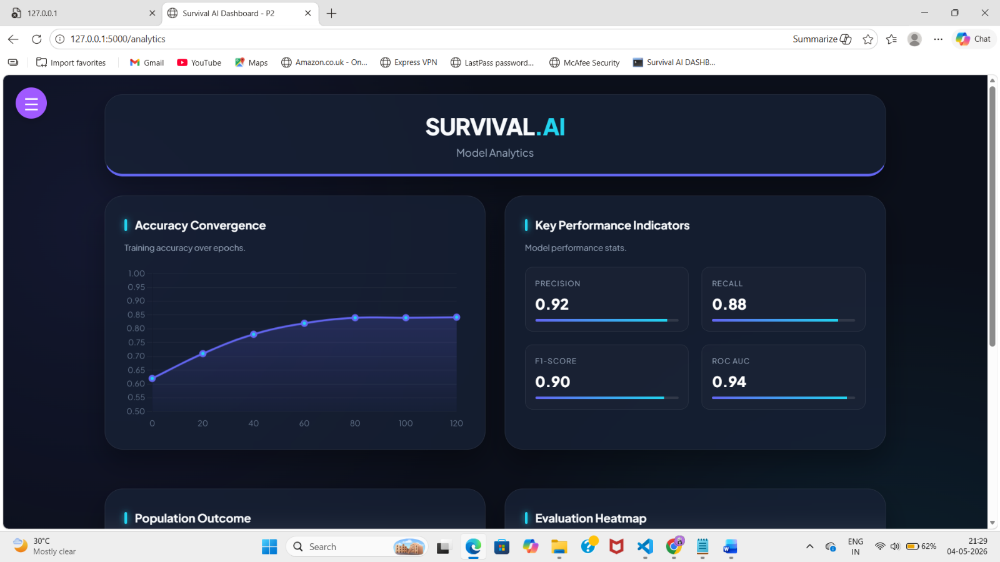 127.0.0.1
Survival AI Dashboard - P2
127.0.0.1:5000/analytics
Summarize
Chat
Import favorites
Gmail
YouTube
Maps
Amazon.co.uk - On...
Express VPN
LastPass password...
McAfee Security
Survival AI DASHB...
SURVIVAL.AI
Model Analytics
Accuracy Convergence
Training accuracy over epochs.
1.00
0.95
0.90
0.85
0.80
0.75
0.70
0.65
0.60
0.55
0.50
0 20 40 60 80 100 120
Key Performance Indicators
Model performance stats.
PRECISION
0.92
RECALL
0.88
F1-SCORE
0.90
ROC AUC
0.94
Population Outcome
Evaluation Heatmap
30°C
Mostly clear
Search
ENG
IN
62%
21:29
04-05-2026